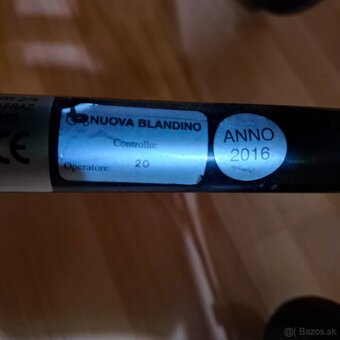 NUOVA BLANDINO
Controllo:
Operatore: 20
ANNO
2016
CE
© Bazos.sk